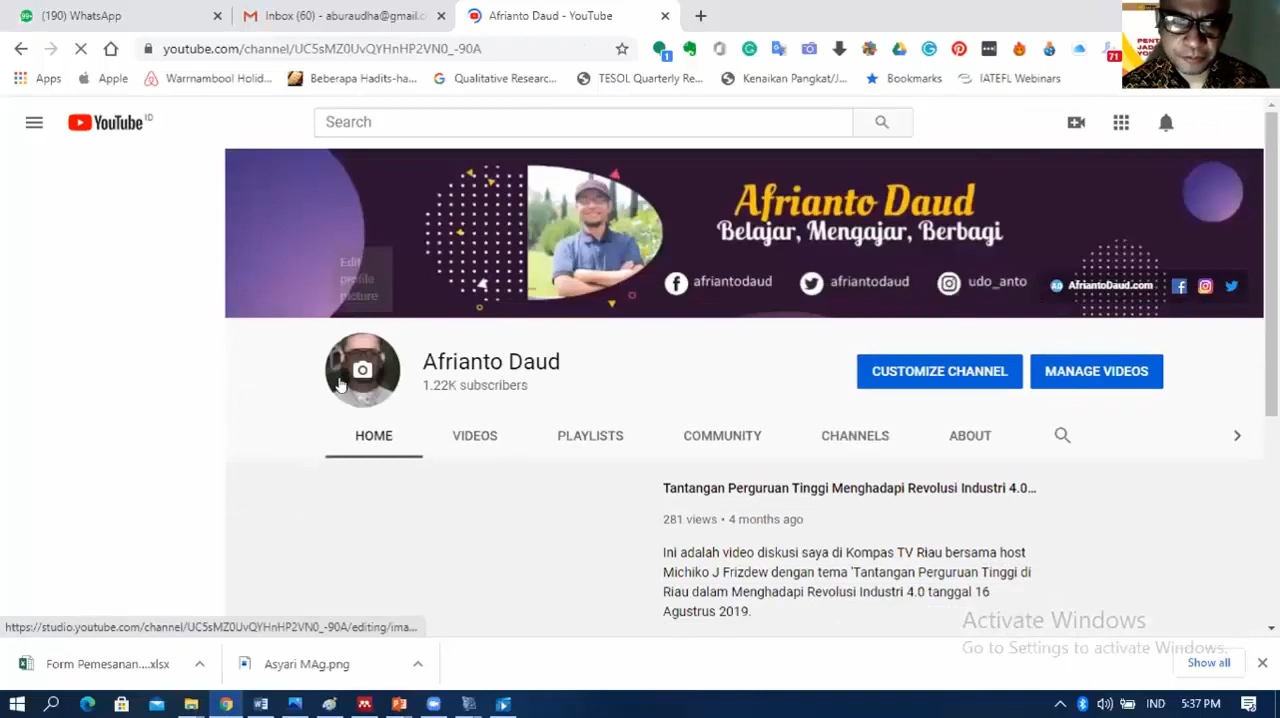 (190) WhatsApp
Inbox (60) - aburaudha@gmail.c
Afrianto Daud - YouTube
youtube.com/channel/UC5sMZ0UvQYHnHP2VN0_-90A
1
71
Apps
Apple
Warrnambool Holid...
Beberapa Hadits-ha...
Qualitative Researc...
TESOL Quarterly Re...
Kenaikan Pangkat/J...
Bookmarks
IATEFL Webinars
YouTube ID
Search
Afrianto Daud
Belajar, Mengajar, Berbagi
afriantodaud
afriantodaud
udo_anto
AfriantoDaud.com
Edit
profile
picture
Afrianto Daud
1.22K subscribers
CUSTOMIZE CHANNEL
MANAGE VIDEOS
HOME
VIDEOS
PLAYLISTS
COMMUNITY
CHANNELS
ABOUT
Tantangan Perguruan Tinggi Menghadapi Revolusi Industri 4.0...
281 views • 4 months ago
Ini adalah video diskusi saya di Kompas TV Riau bersama host
Michiko J Frizdew dengan tema 'Tantangan Perguruan Tinggi di
Riau dalam Menghadapi Revolusi Industri 4.0 tanggal 16
Agustus 2019.
Activate Windows
Go to Settings to activate Windows.
https://studio.youtube.com/channel/UC5sMZ0UvQYHnHP2VN0_-90A/editing/ima...
Form Pemesanan....xlsx
Asyari MAg.png
Show all
IND
5:37 PM